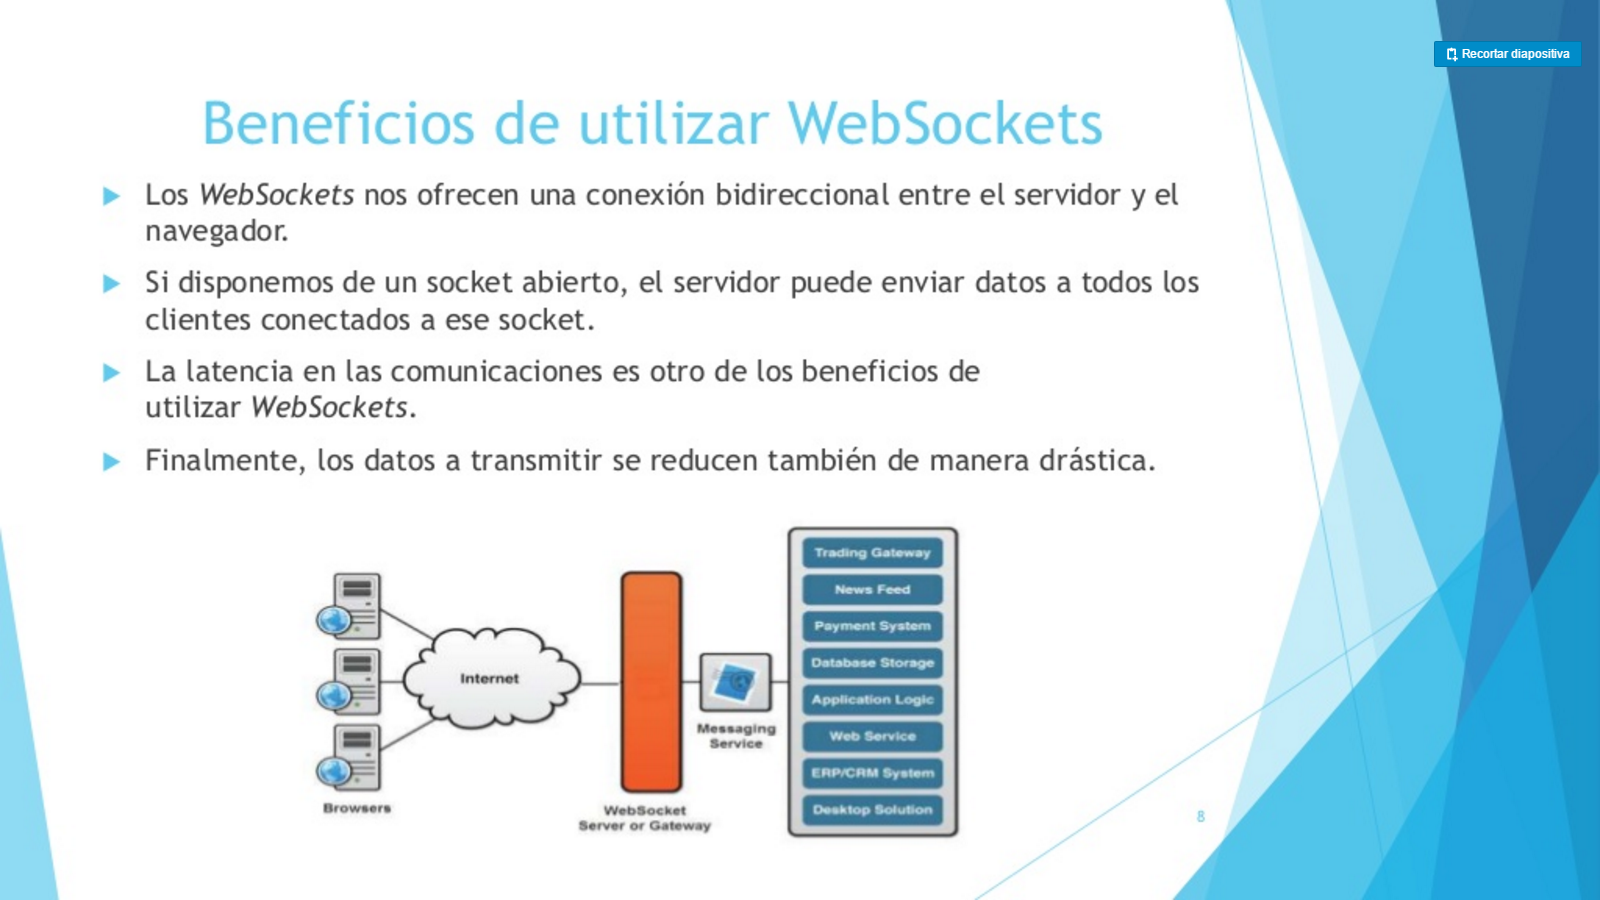 Recortar diapositiva
Beneficios de utilizar WebSockets
Los WebSockets nos ofrecen una conexión bidireccional entre el servidor y el
navegador.
Si disponemos de un socket abierto, el servidor puede enviar datos a todos los
clientes conectados a ese socket.
La latencia en las comunicaciones es otro de los beneficios de
utilizar WebSockets.
Finalmente, los datos a transmitir se reducen también de manera drástica.
Browsers
Internet
WebSocket
Server or Gateway
Messaging
Service
Trading Gateway
News Feed
Payment System
Database Storage
Application Logic
Web Service
ERP/CRM System
Desktop Solution
8